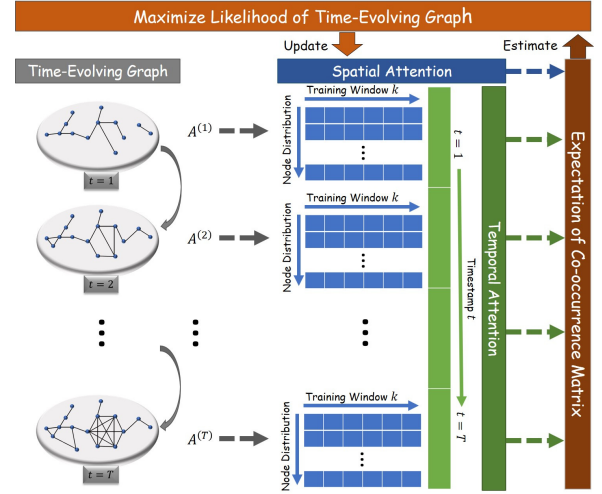 Maximize Likelihood of Time-Evolving Graph
Update
Estimate
Time-Evolving Graph
Spatial Attention
Training Window k
Node Distribution
t = 1
A^(1)
t = 1
Training Window k
Node Distribution
A^(2)
t = 2
Timestamp t
Temporal Attention
Expectation of Co-occurrence Matrix
Training Window k
Node Distribution
A^(T)
t = T
t = T